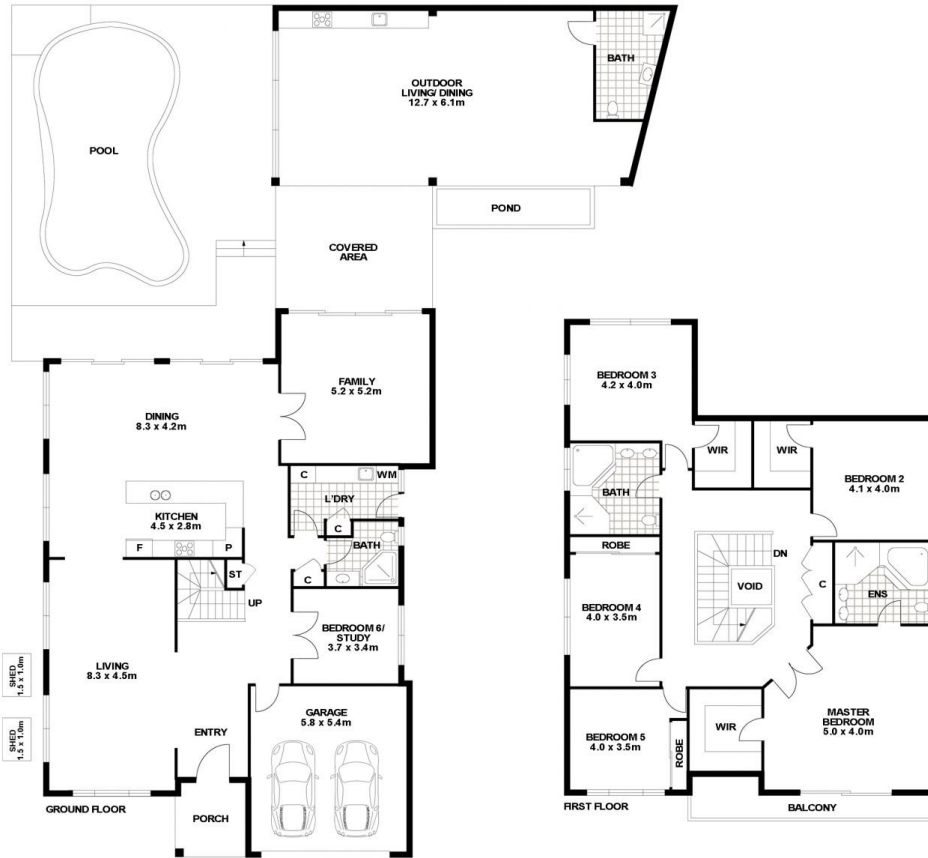 POOL
OUTDOOR
LIVING/ DINING
12.7 x 6.1m
BATH
POND
COVERED
AREA
FAMILY
5.2 x 5.2m
DINING
8.3 x 4.2m
KITCHEN
4.5 x 2.8m
F
P
C
WM
L'DRY
C
BATH
C
ST
UP
BEDROOM 6/
STUDY
3.7 x 3.4m
LIVING
8.3 x 4.5m
SHED
1.5 x 1.0m
SHED
1.5 x 1.0m
GARAGE
5.8 x 5.4m
ENTRY
PORCH
GROUND FLOOR
BEDROOM 3
4.2 x 4.0m
WIR
WIR
BEDROOM 2
4.1 x 4.0m
BATH
ROBE
DN
VOID
C
ENS
BEDROOM 4
4.0 x 3.5m
BEDROOM 5
4.0 x 3.5m
ROBE
WIR
MASTER
BEDROOM
5.0 x 4.0m
BALCONY
FIRST FLOOR